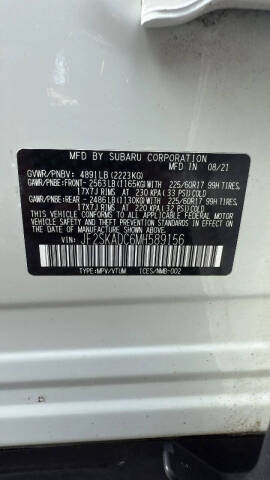 MFD BY SUBARU CORPORATION
MFD IN 08/21
GVWR/PNBV: 4891LB (2223KG)
GAWR/PNBE:FRONT- 2563LB(1165KG)WITH 225/60R17 99H TIRES,
17X7J RIMS AT 230 KPA(33 PSI)COLD
GAWR/PNBE:REAR - 2486LB(1130KG)WITH 225/60R17 99H TIRES,
17X7J RIMS AT 220 KPA(32 PSI)COLD
THIS VEHICLE CONFORMS TO ALL APPLICABLE
U.S. FEDERAL MOTOR VEHICLE
SAFETY AND THEFT PREVENTION
STANDARDS IN EFFECT ON THE DATE
OF MANUFACTURE SHOWN ABOVE.
VIN: JF2SKADC6MH589156
TYPE:MPV/VTUM ICES/NMB-002